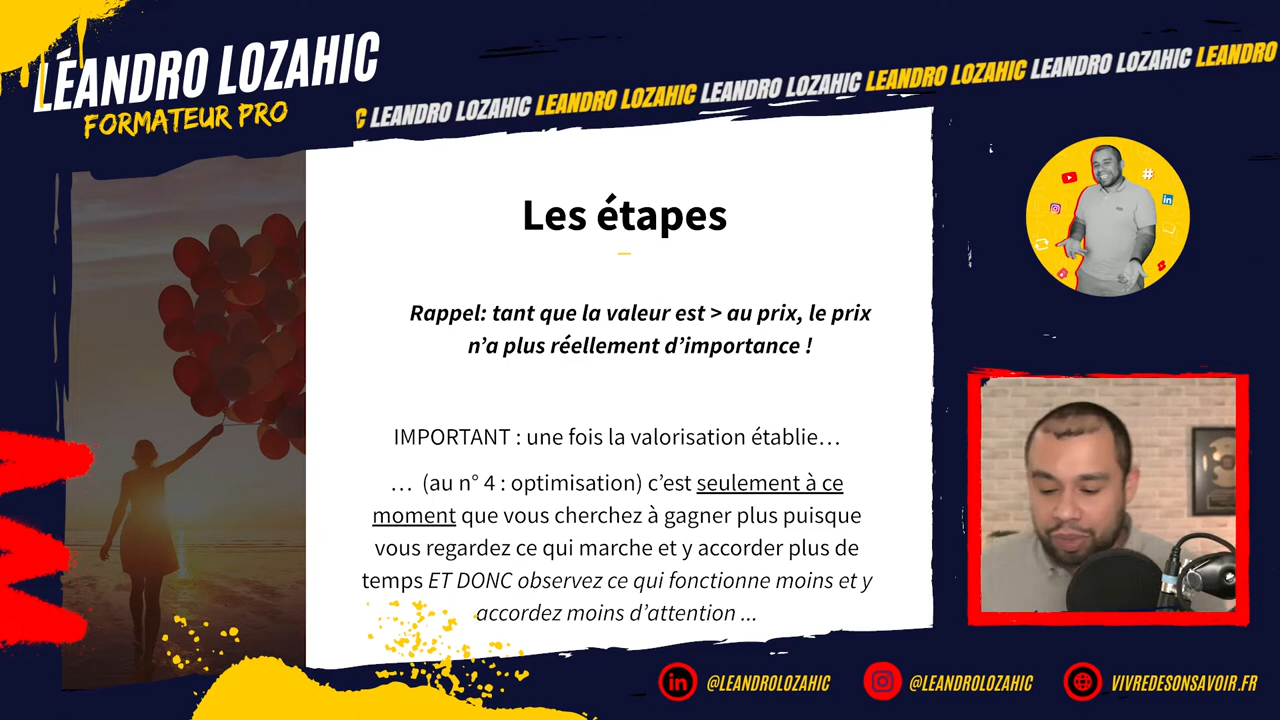 LÉANDRO LOZAHIC
FORMATEUR PRO
LEANDRO LOZAHIC LEANDRO LOZAHIC LEANDRO LOZAHIC LEANDRO LOZAHIC LEANDRO LOZAHIC LEANDRO
Les étapes
Rappel: tant que la valeur est > au prix, le prix
n’a plus réellement d’importance !
IMPORTANT : une fois la valorisation établie…
… (au n° 4 : optimisation) c’est seulement à ce
moment que vous cherchez à gagner plus puisque
vous regardez ce qui marche et y accorder plus de
temps ET DONC observez ce qui fonctionne moins et y
accordez moins d’attention ...
@LEANDROLOZAHIC
@LEANDROLOZAHIC
VIVREDESONSAVOIR.FR